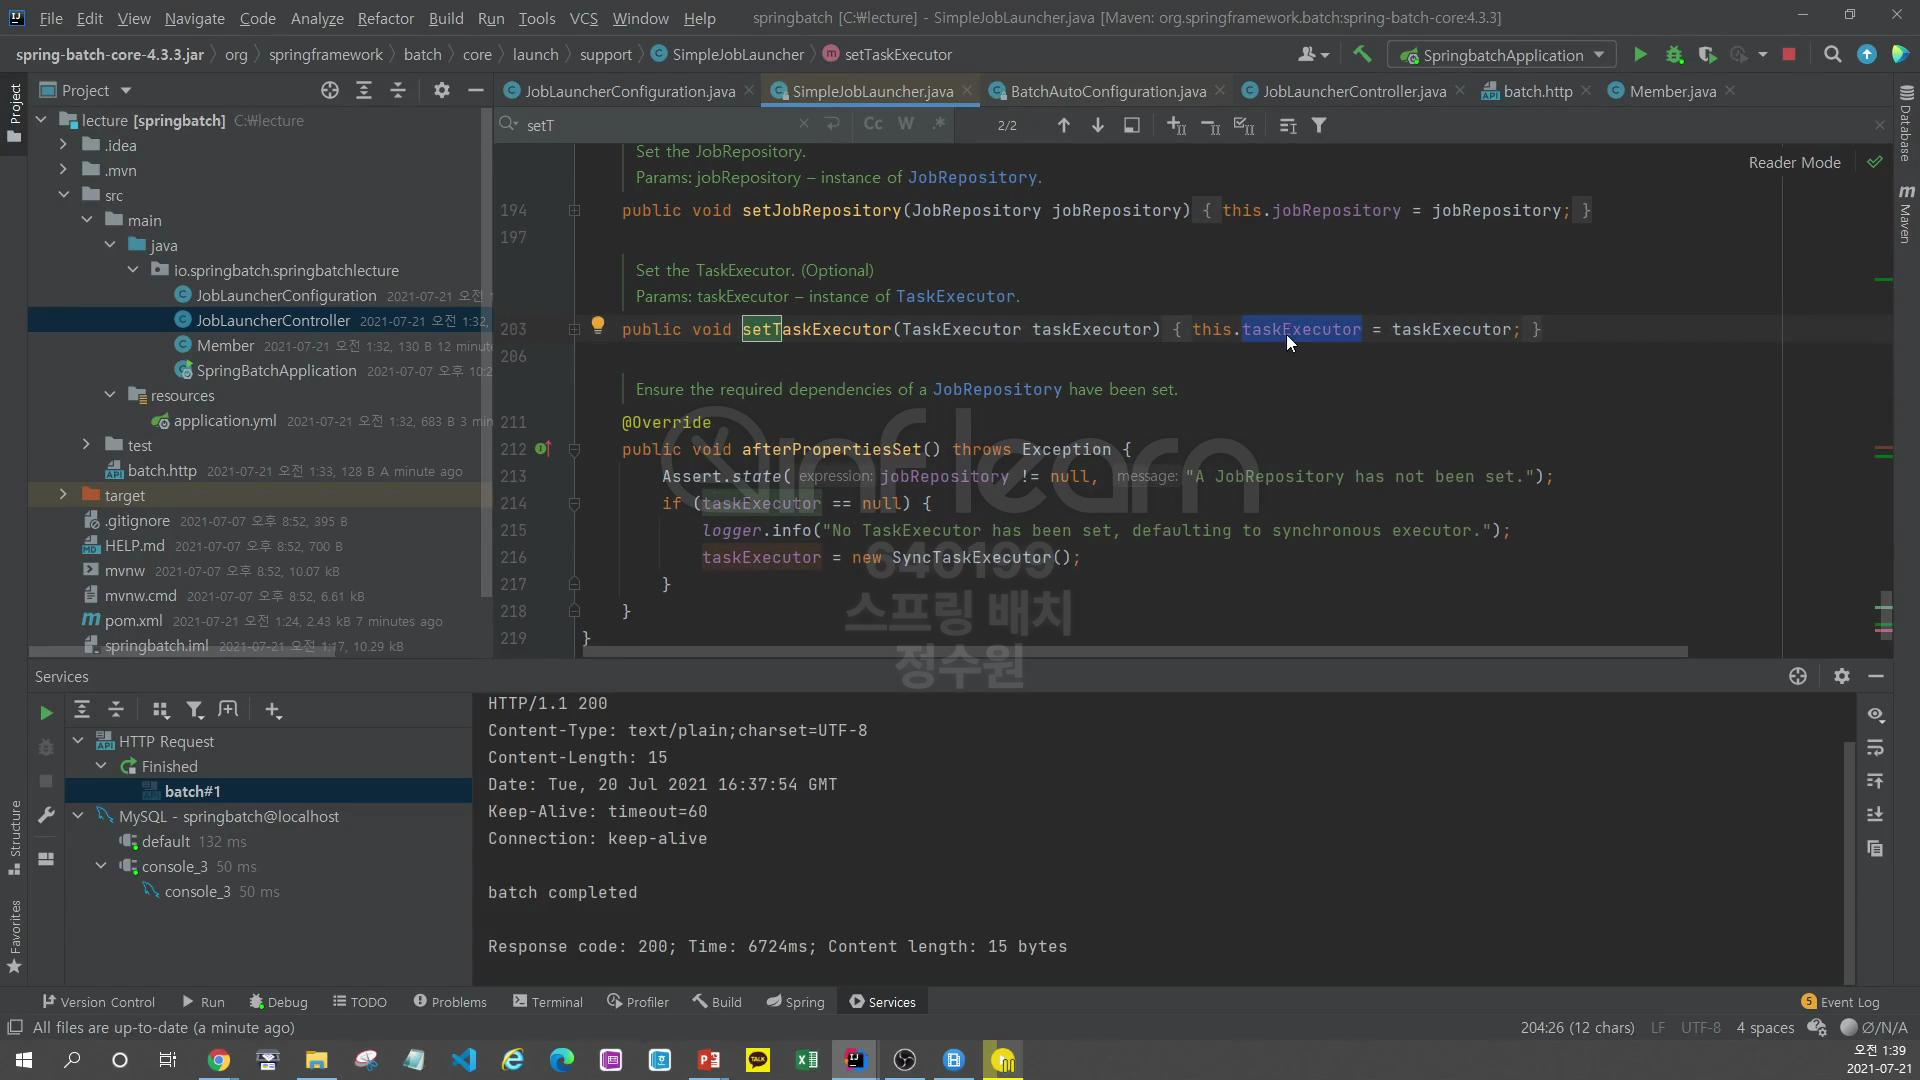 File Edit View Navigate Code Analyze Refactor Build Run Tools VCS Window Help springbatch [C:₩lecture] - SimpleJobLauncher.java [Maven: org.springframework.batch:spring-batch-core:4.3.3]
spring-batch-core-4.3.3.jar org springframework batch core launch support SimpleJobLauncher setTaskExecutor SpringbatchApplication
Project
JobLauncherConfiguration.java SimpleJobLauncher.java BatchAutoConfiguration.java JobLauncherController.java batch.http Member.java
setT Cc W .* 2/2
Project
lecture [springbatch] C:₩lecture
.idea
.mvn
src
main
java
io.springbatch.springbatchlecture
JobLauncherConfiguration 2021-07-21 오전 1
JobLauncherController 2021-07-21 오전 1:32,
Member 2021-07-21 오전 1:32, 130 B 12 minut
SpringBatchApplication 2021-07-07 오후 10:2
resources
application.yml 2021-07-21 오전 1:32, 683 B 3 min
test
batch.http 2021-07-21 오전 1:33, 128 B A minute ago
target
.gitignore 2021-07-07 오후 8:52, 395 B
HELP.md 2021-07-07 오후 8:52, 700 B
mvnw 2021-07-07 오후 8:52, 10.07 kB
mvnw.cmd 2021-07-07 오후 8:52, 6.61 kB
pom.xml 2021-07-21 오전 1:24, 2.43 kB 7 minutes ago
springbatch.iml 2021-07-21 오전 1:17, 10.29 kB
Reader Mode
Set the JobRepository.
Params: jobRepository – instance of JobRepository.
194 public void setJobRepository(JobRepository jobRepository) { this.jobRepository = jobRepository; }
197
Set the TaskExecutor. (Optional)
Params: taskExecutor – instance of TaskExecutor.
203 public void setTaskExecutor(TaskExecutor taskExecutor) { this.taskExecutor = taskExecutor; }
206
Ensure the required dependencies of a JobRepository have been set.
211 @Override
212 public void afterPropertiesSet() throws Exception {
213 Assert.state( expression: jobRepository != null, message: "A JobRepository has not been set.");
214 if (taskExecutor == null) {
215 logger.info("No TaskExecutor has been set, defaulting to synchronous executor.");
216 taskExecutor = new SyncTaskExecutor();
217 }
218 }
219 }
inflearn
646199
스프링 배치
정수원
Database
Maven
Structure
Favorites
Services
HTTP Request
Finished
batch#1
MySQL - springbatch@localhost
default 132 ms
console_3 50 ms
console_3 50 ms
HTTP/1.1 200
Content-Type: text/plain;charset=UTF-8
Content-Length: 15
Date: Tue, 20 Jul 2021 16:37:54 GMT
Keep-Alive: timeout=60
Connection: keep-alive
batch completed
Response code: 200; Time: 6724ms; Content length: 15 bytes
Version Control Run Debug TODO Problems Terminal Profiler Build Spring Services 5 Event Log
All files are up-to-date (a minute ago) 204:26 (12 chars) LF UTF-8 4 spaces Ø/N/A
오전 1:39
2021-07-21